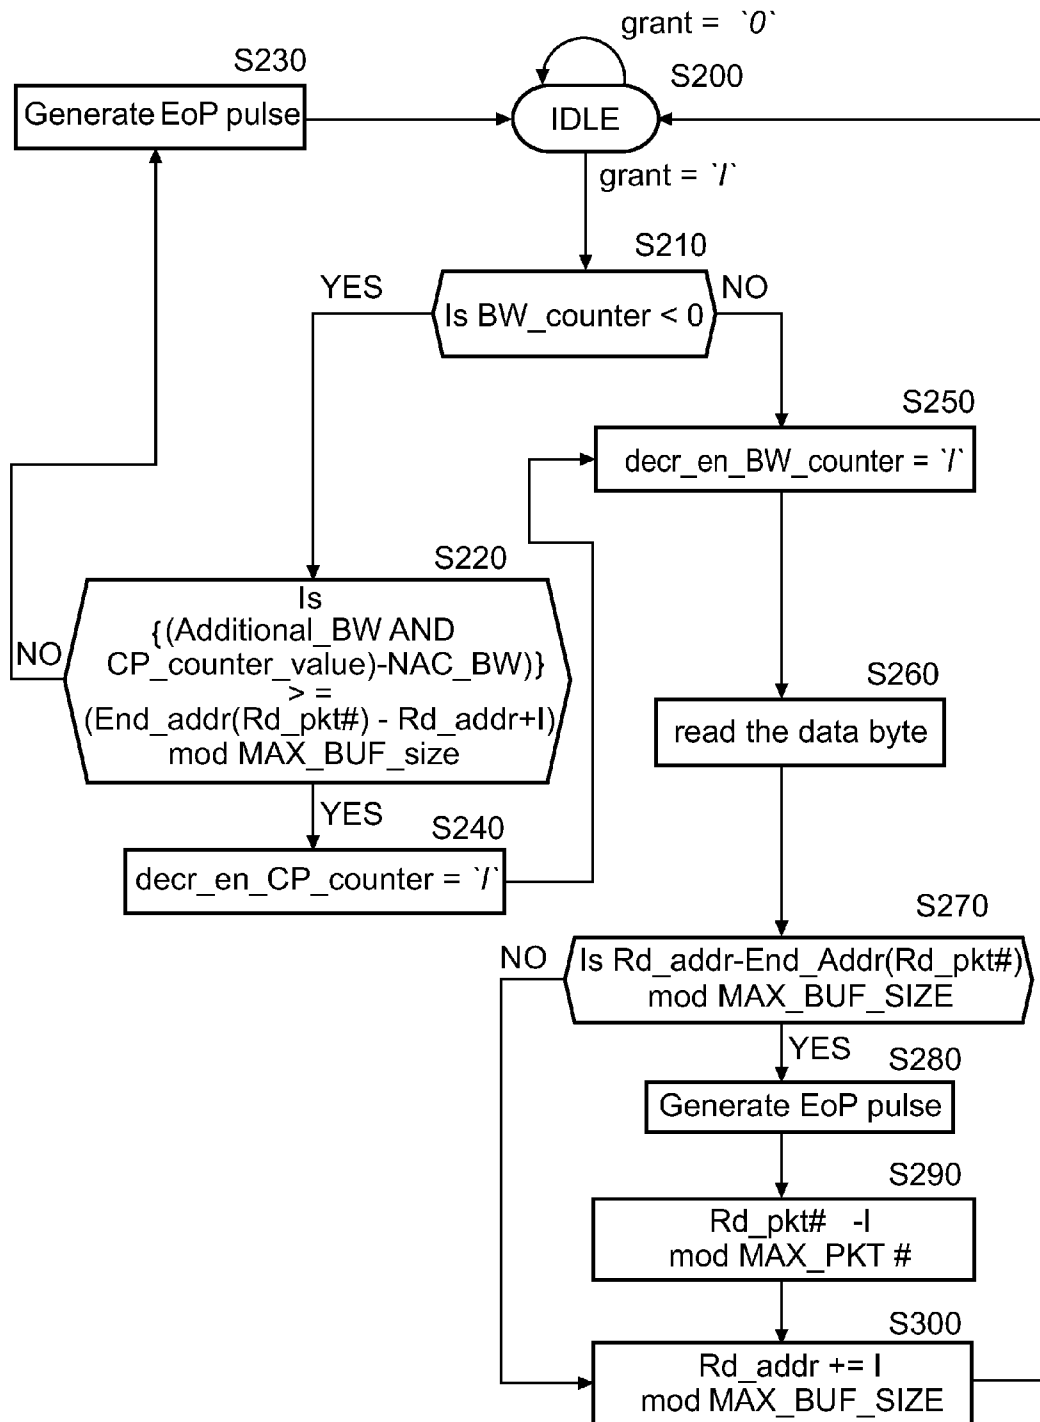 grant = `0`
S230
S200
Generate EoP pulse
IDLE
grant = `I`
S210
YES
NO
Is BW_counter < 0
S250
decr_en_BW_counter = `I`
S220
Is
{(Additional_BW AND
CP_counter_value)-NAC_BW)}
> =
(End_addr(Rd_pkt#) - Rd_addr+I)
mod MAX_BUF_size
NO
S260
read the data byte
YES
S240
decr_en_CP_counter = `I`
S270
NO
Is Rd_addr-End_Addr(Rd_pkt#)
mod MAX_BUF_SIZE
YES
S280
Generate EoP pulse
S290
Rd_pkt# -I
mod MAX_PKT #
S300
Rd_addr += I
mod MAX_BUF_SIZE